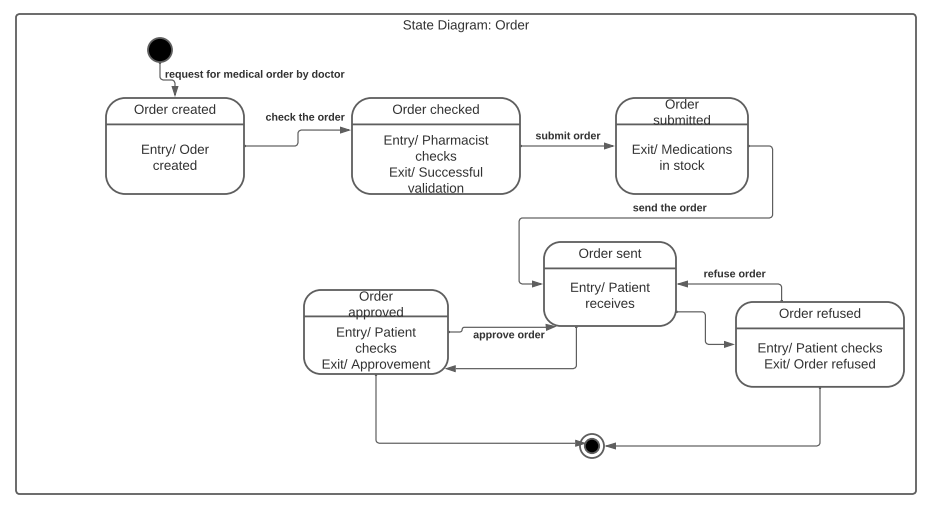 State Diagram: Order
request for medical order by doctor
Order created
Entry/ Oder
created
check the order
Order checked
Entry/ Pharmacist
checks
Exit/ Successful
validation
submit order
Order
submitted
Exit/ Medications
in stock
send the order
Order sent
Entry/ Patient
receives
refuse order
Order refused
Entry/ Patient checks
Exit/ Order refused
Order
approved
Entry/ Patient
checks
Exit/ Approvement
approve order